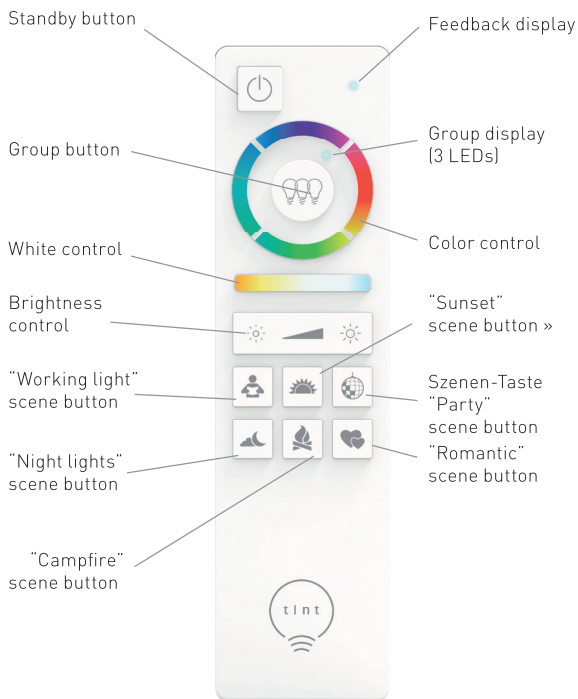 Standby button
Feedback display
Group button
Group display
(3 LEDs)
White control
Color control
Brightness
control
"Sunset"
scene button »
"Working light"
scene button
Szenen-Taste
"Party"
scene button
"Night lights"
scene button
"Romantic"
scene button
"Campfire"
scene button
tint